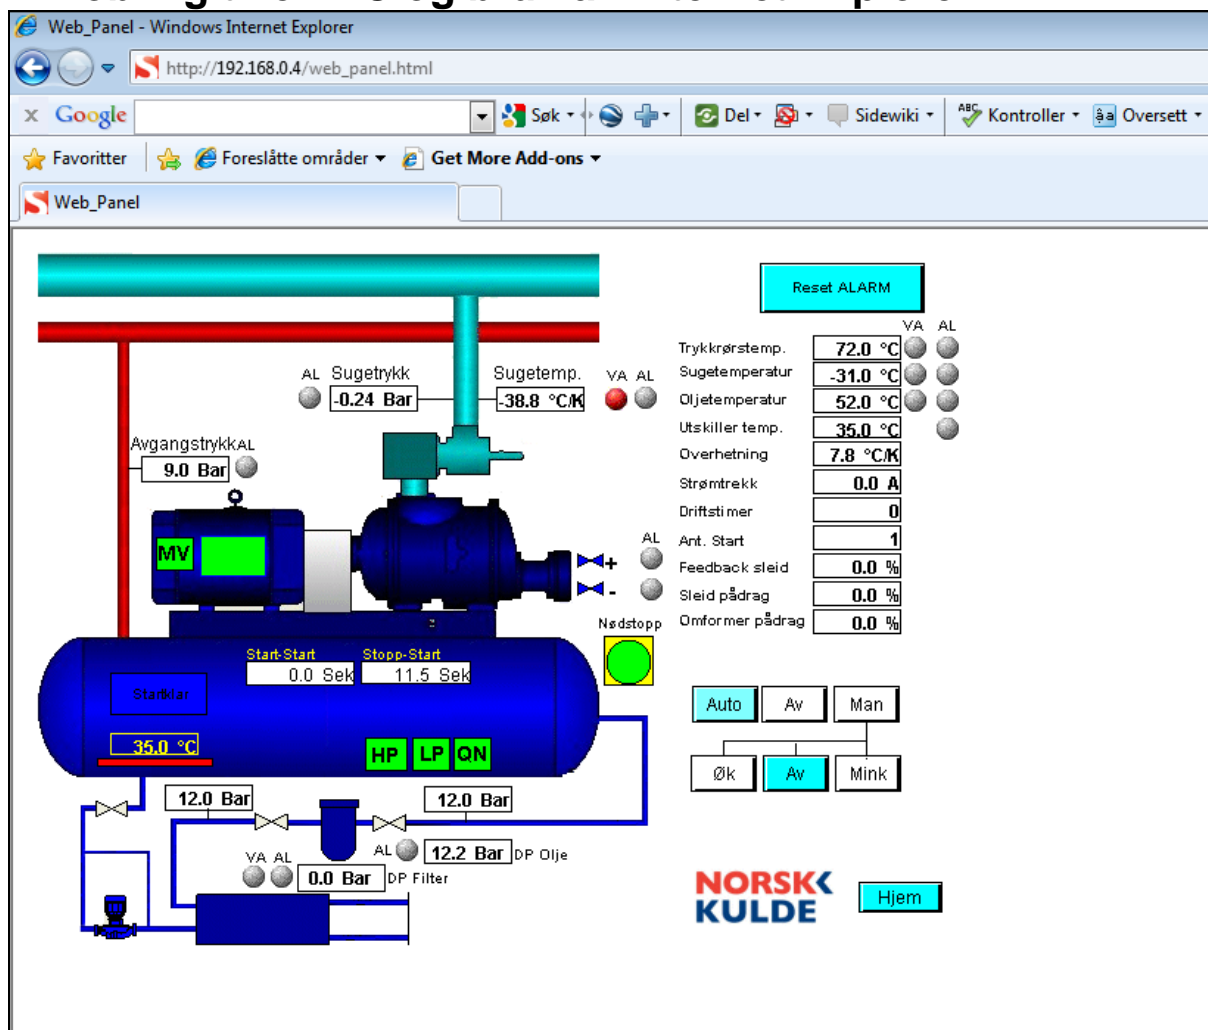 Web_Panel - Windows Internet Explorer
http://192.168.0.4/web_panel.html
x Google Søk Del Sidewiki ABC Kontroller âa Oversett
Favoritter Foreslåtte områder Get More Add-ons
Web_Panel
Reset ALARM
VA AL
Trykkrørstemp. 72.0 °C
Sugetemperatur -31.0 °C
Oljetemperatur 52.0 °C
Utskiller temp. 35.0 °C
Overhetning 7.8 °C/K
Strømtrekk 0.0 A
Driftstimer 0
Ant. Start 1
Feedback sleid 0.0 %
Sleid pådrag 0.0 %
Omformer pådrag 0.0 %
AL Sugetrykk Sugetemp. VA AL
-0.24 Bar -38.8 °C/K
Avgangstrykk AL
9.0 Bar
MV
AL
+
-
Nødstopp
Start-Start Stopp-Start
0.0 Sek 11.5 Sek
Startklar
35.0 °C
HP LP QN
Auto Av Man
Øk Av Mink
12.0 Bar 12.0 Bar
AL 12.2 Bar DP Olje
VA AL
0.0 Bar DP Filter
NORSK
KULDE
Hjem